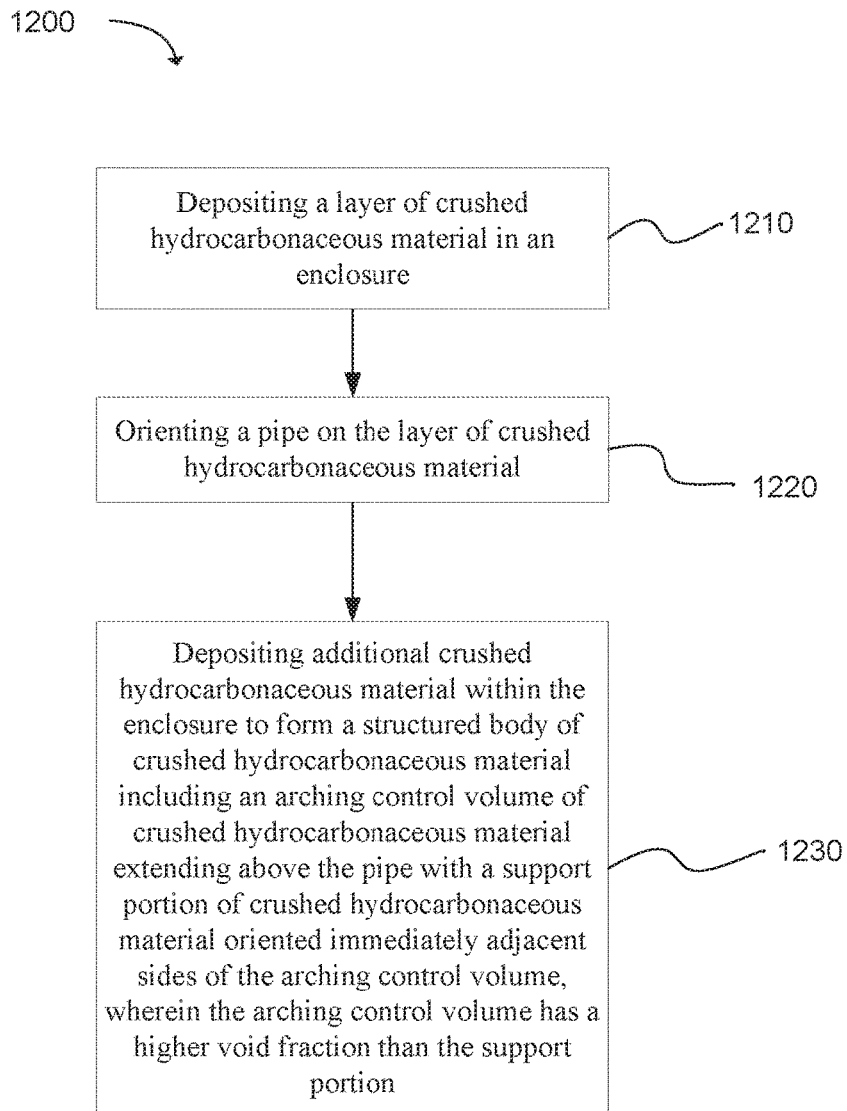 1200
Depositing a layer of crushed
hydrocarbonaceous material in an
enclosure
1210
Orienting a pipe on the layer of crushed
hydrocarbonaceous material
1220
Depositing additional crushed
hydrocarbonaceous material within the
enclosure to form a structured body of
crushed hydrocarbonaceous material
including an arching control volume of
crushed hydrocarbonaceous material
extending above the pipe with a support
portion of crushed hydrocarbonaceous
material oriented immediately adjacent
sides of the arching control volume,
wherein the arching control volume has a
higher void fraction than the support
portion
1230